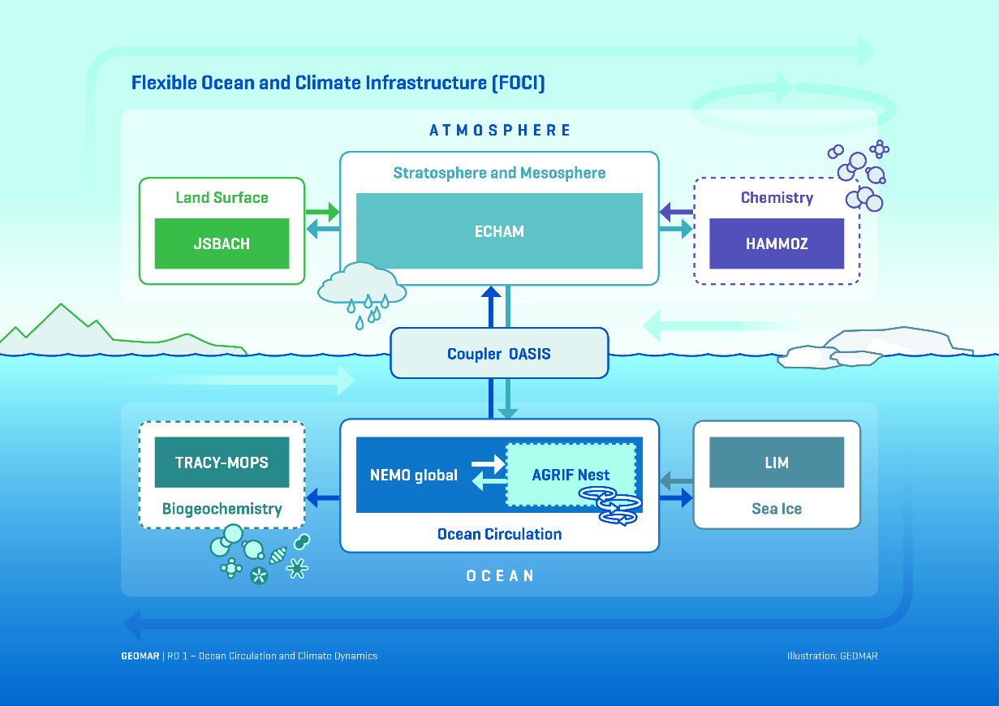 Flexible Ocean and Climate Infrastructure (FOCI)
ATMOSPHERE
Stratosphere and Mesosphere
ECHAM
Land Surface
JSBACH
Chemistry
HAMMOZ
Coupler OASIS
TRACY-MOPS
Biogeochemistry
NEMO global
AGRIF Nest
Ocean Circulation
LIM
Sea Ice
OCEAN
GEOMAR | RD 1 – Ocean Circulation and Climate Dynamics
Illustration: GEOMAR